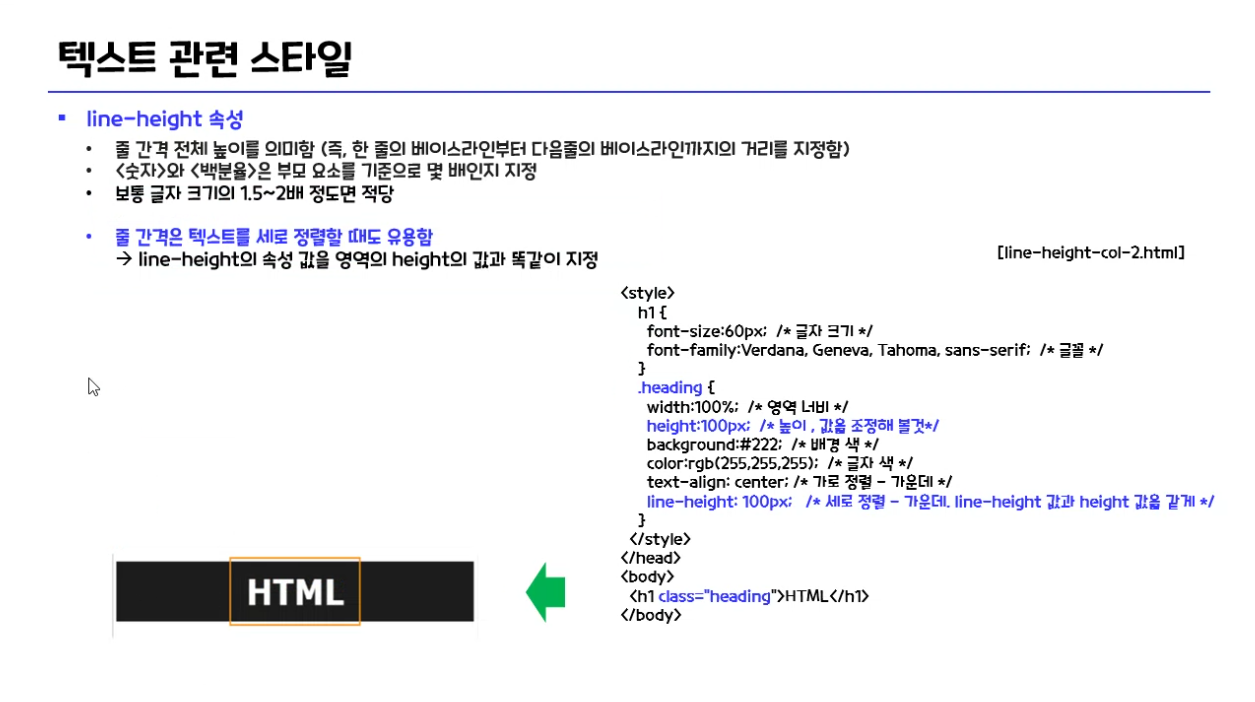 텍스트 관련 스타일
▪ line-height 속성
• 줄 간격 전체 높이를 의미함 (즉, 한 줄의 베이스라인부터 다음줄의 베이스라인까지의 거리를 지정함)
• <숫자>와 <백분율>은 부모 요소를 기준으로 몇 배인지 지정
• 보통 글자 크기의 1.5~2배 정도면 적당
• 줄 간격은 텍스트를 세로 정렬할 때도 유용함
→ line-height의 속성 값을 영역의 height의 값과 똑같이 지정
[line-height-col-2.html]
<style>
h1 {
font-size:60px; /* 글자 크기 */
font-family:Verdana, Geneva, Tahoma, sans-serif; /* 글꼴 */
}
.heading {
width:100%; /* 영역 너비 */
height:100px; /* 높이 , 값을 조정해 볼것*/
background:#222; /* 배경 색 */
color:rgb(255,255,255); /* 글자 색 */
text-align: center; /* 가로 정렬 - 가운데 */
line-height: 100px; /* 세로 정렬 - 가운데. line-height 값과 height 값을 같게 */
}
</style>
</head>
<body>
<h1 class="heading">HTML</h1>
</body>
HTML